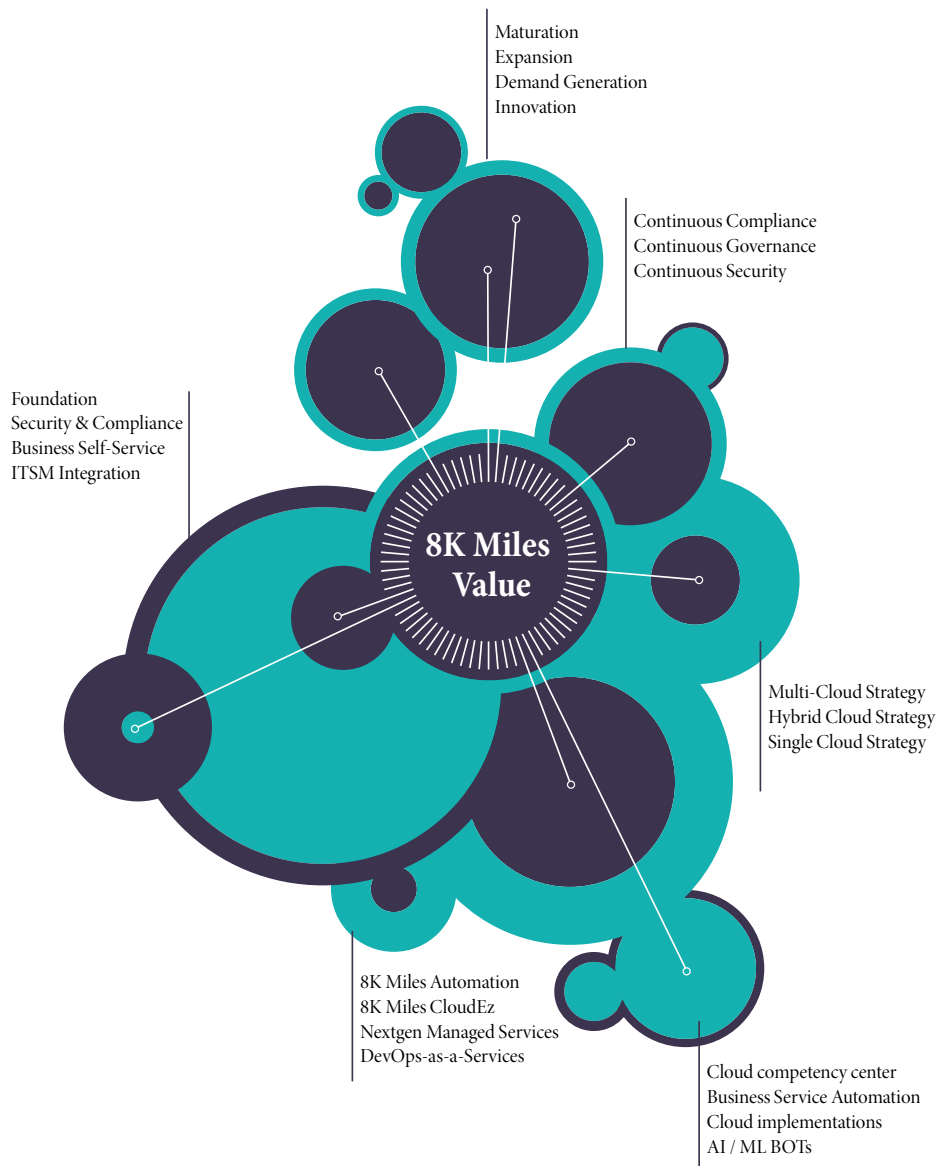 Maturation
Expansion
Demand Generation
Innovation
Continuous Compliance
Continuous Governance
Continuous Security
Foundation
Security & Compliance
Business Self-Service
ITSM Integration
8K Miles
Value
Multi-Cloud Strategy
Hybrid Cloud Strategy
Single Cloud Strategy
8K Miles Automation
8K Miles CloudEz
Nextgen Managed Services
DevOps-as-a-Services
Cloud competency center
Business Service Automation
Cloud implementations
AI / ML BOTs